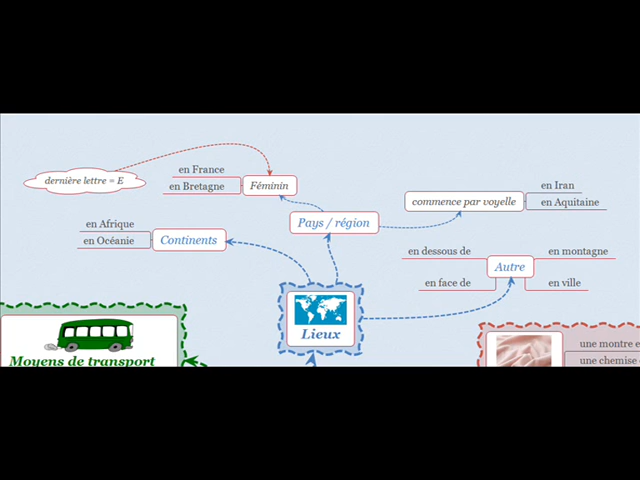 dernière lettre = E
en France
en Bretagne
Féminin
en Afrique
en Océanie
Continents
Pays / région
commence par voyelle
en Iran
en Aquitaine
en dessous de
en face de
Autre
en montagne
en ville
Lieux
Moyens de transport
une montre e
une chemise